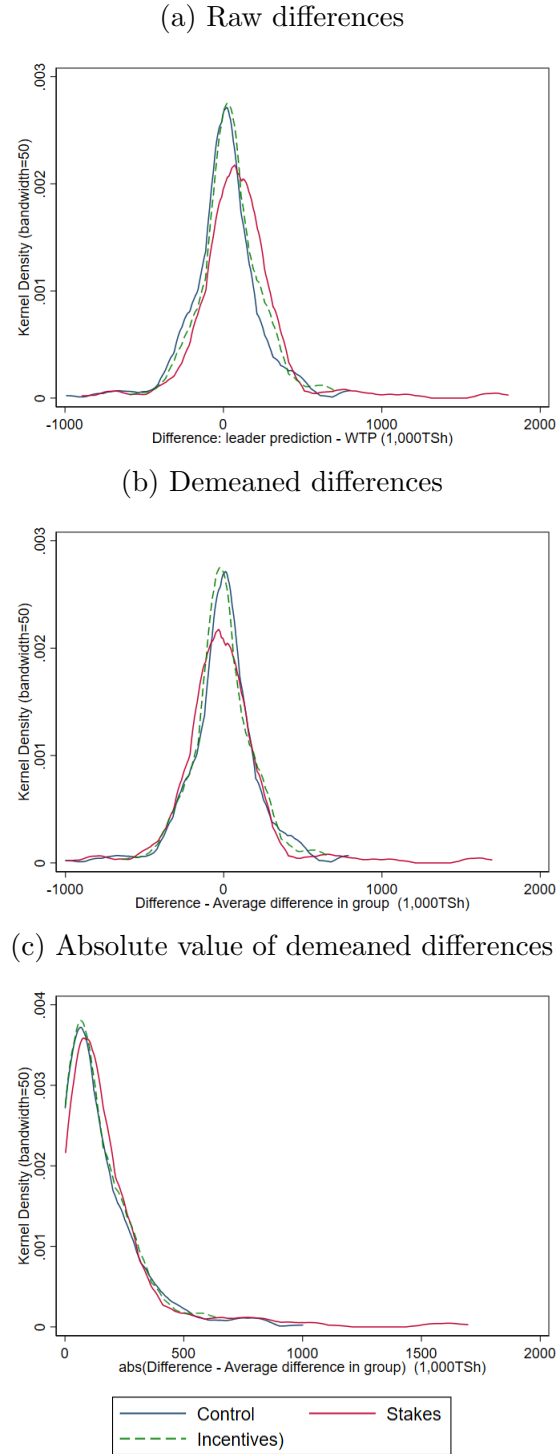 (a) Raw differences
Kernel Density (bandwidth=50)
.003
.002
.001
0
-1000
0
1000
2000
Difference: leader prediction - WTP (1,000TSh)
(b) Demeaned differences
Kernel Density (bandwidth=50)
.003
.002
.001
0
-1000
0
1000
2000
Difference - Average difference in group (1,000TSh)
(c) Absolute value of demeaned differences
Kernel Density (bandwidth=50)
.004
.003
.002
.001
0
0
500
1000
1500
2000
abs(Difference - Average difference in group) (1,000TSh)
Control
Stakes
Incentives)